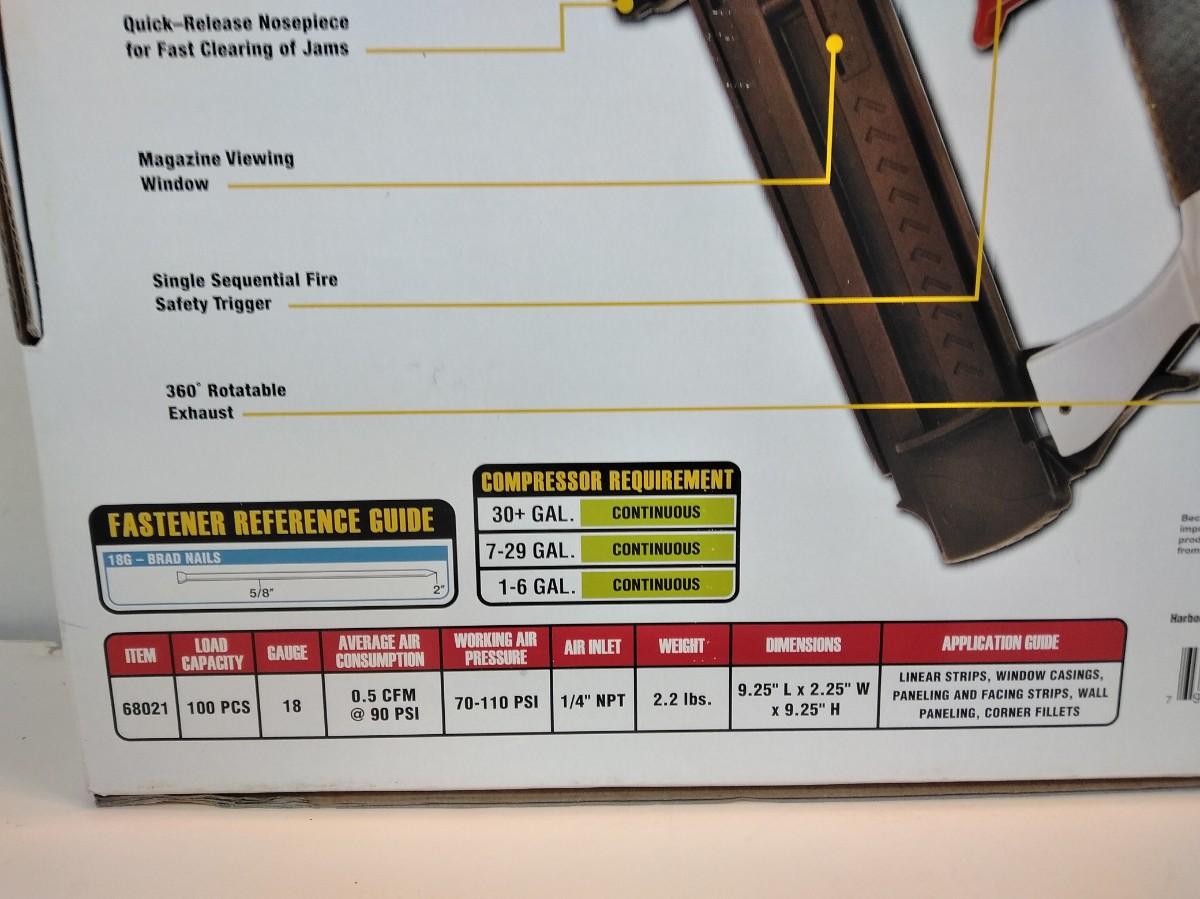 Quick-Release Nosepiece
for Fast Clearing of Jams
Magazine Viewing
Window
Single Sequential Fire
Safety Trigger
360° Rotatable
Exhaust
FASTENER REFERENCE GUIDE
18G – BRAD NAILS
5/8" 2"
COMPRESSOR REQUIREMENT
30+ GAL. CONTINUOUS
7-29 GAL. CONTINUOUS
1-6 GAL. CONTINUOUS
ITEM
LOAD
CAPACITY
GAUGE
AVERAGE AIR
CONSUMPTION
WORKING AIR
PRESSURE
AIR INLET
WEIGHT
DIMENSIONS
APPLICATION GUIDE
68021
100 PCS
18
0.5 CFM
@ 90 PSI
70-110 PSI
1/4" NPT
2.2 lbs.
9.25" L x 2.25" W
x 9.25" H
LINEAR STRIPS, WINDOW CASINGS,
PANELING AND FACING STRIPS, WALL
PANELING, CORNER FILLETS
from
7